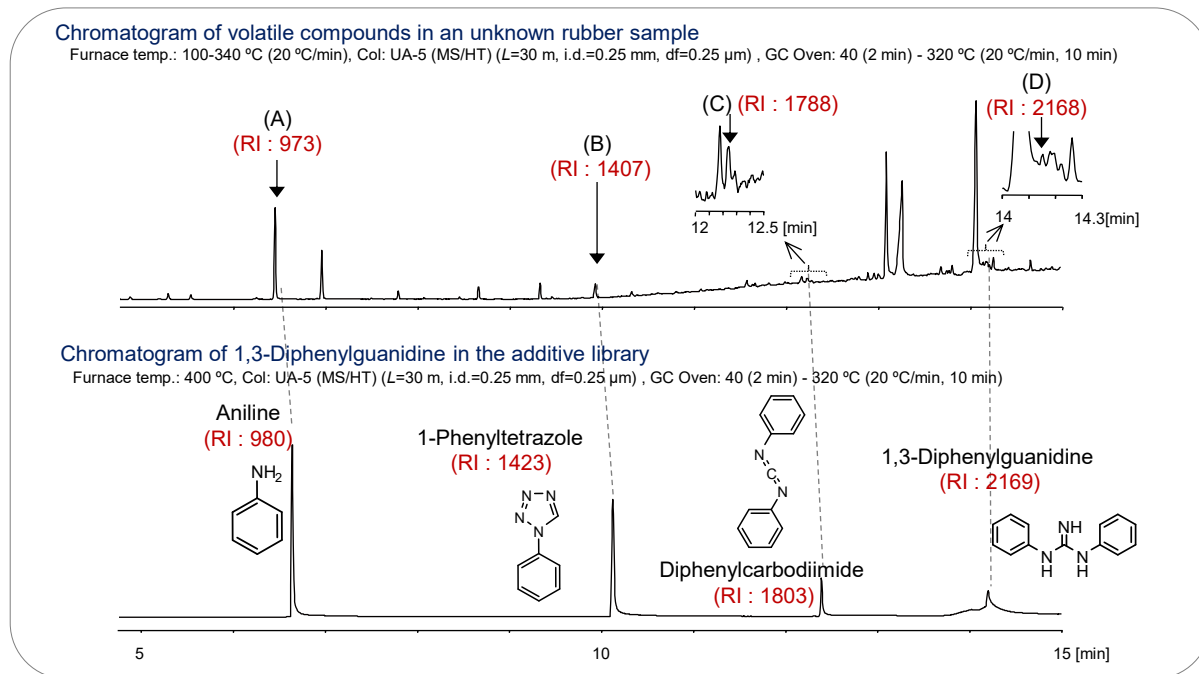 Chromatogram of volatile compounds in an unknown rubber sample
Furnace temp.: 100-340 ºC (20 ºC/min), Col: UA-5 (MS/HT) (L=30 m, i.d.=0.25 mm, df=0.25 µm) , GC Oven: 40 (2 min) - 320 ºC (20 ºC/min, 10 min)
(A)
(RI : 973)
(B)
(RI : 1407)
(C) (RI : 1788)
(D)
(RI : 2168)
12 12.5 [min]
14 14.3[min]
Chromatogram of 1,3-Diphenylguanidine in the additive library
Furnace temp.: 400 ºC, Col: UA-5 (MS/HT) (L=30 m, i.d.=0.25 mm, df=0.25 µm) , GC Oven: 40 (2 min) - 320 ºC (20 ºC/min, 10 min)
Aniline
(RI : 980)
NH2
1-Phenyltetrazole
(RI : 1423)
N N
N
N
N
C
N
Diphenylcarbodiimide
(RI : 1803)
1,3-Diphenylguanidine
(RI : 2169)
NH
N N
H H
5 10 15 [min]